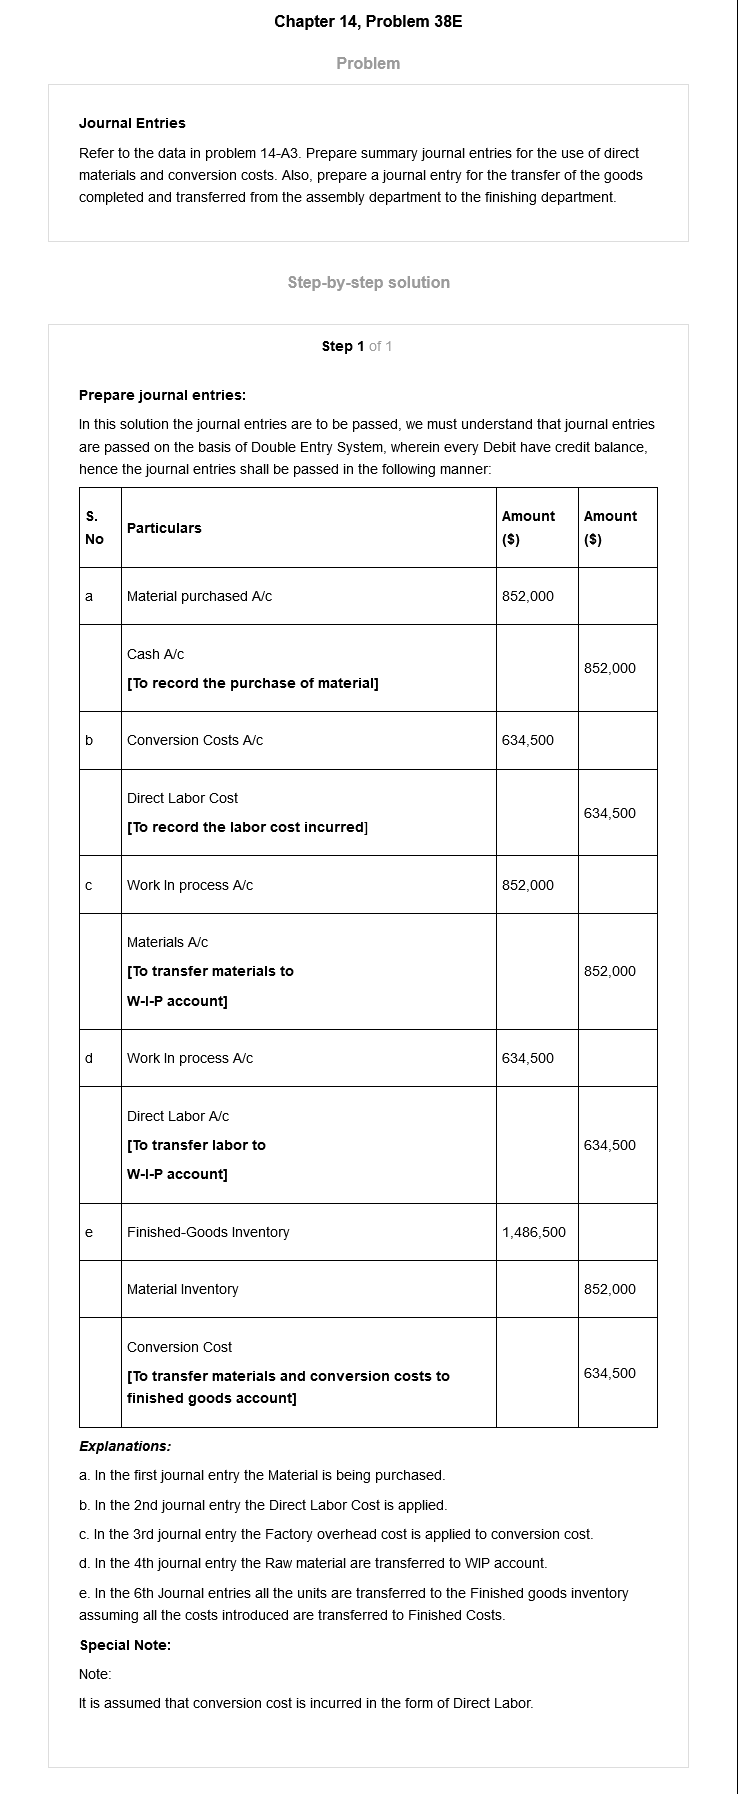 Chapter 14, Problem 38E
Problem
Journal Entries
Refer to the data in problem 14-A3. Prepare summary journal entries for the use of direct
materials and conversion costs. Also, prepare a journal entry for the transfer of the goods
completed and transferred from the assembly department to the finishing department.
Step-by-step solution
Step 1 of 1
Prepare journal entries:
In this solution the journal entries are to be passed, we must understand that journal entries
are passed on the basis of Double Entry System, wherein every Debit have credit balance,
hence the journal entries shall be passed in the following manner:
S. No Particulars Amount ($) Amount ($)
a Material purchased A/c 852,000
Cash A/c
[To record the purchase of material] 852,000
b Conversion Costs A/c 634,500
Direct Labor Cost
[To record the labor cost incurred] 634,500
c Work In process A/c 852,000
Materials A/c
[To transfer materials to 852,000
W-I-P account]
d Work In process A/c 634,500
Direct Labor A/c
[To transfer labor to 634,500
W-I-P account]
e Finished-Goods Inventory 1,486,500
Material Inventory 852,000
Conversion Cost
[To transfer materials and conversion costs to 634,500
finished goods account]
Explanations:
a. In the first journal entry the Material is being purchased.
b. In the 2nd journal entry the Direct Labor Cost is applied.
c. In the 3rd journal entry the Factory overhead cost is applied to conversion cost.
d. In the 4th journal entry the Raw material are transferred to WIP account.
e. In the 6th Journal entries all the units are transferred to the Finished goods inventory
assuming all the costs introduced are transferred to Finished Costs.
Special Note:
Note:
It is assumed that conversion cost is incurred in the form of Direct Labor.